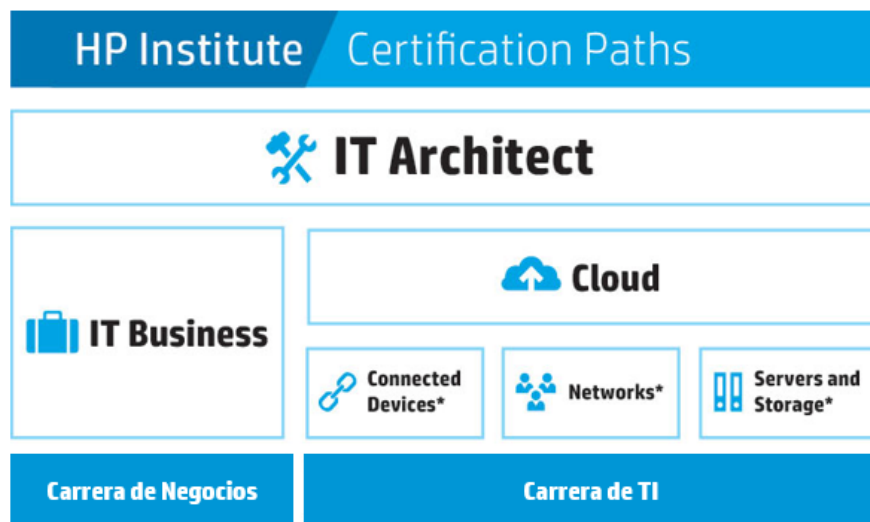 HP Institute Certification Paths
IT Architect
IT Business
Cloud
Connected
Devices*
Networks*
Servers and
Storage*
Carrera de Negocios
Carrera de TI